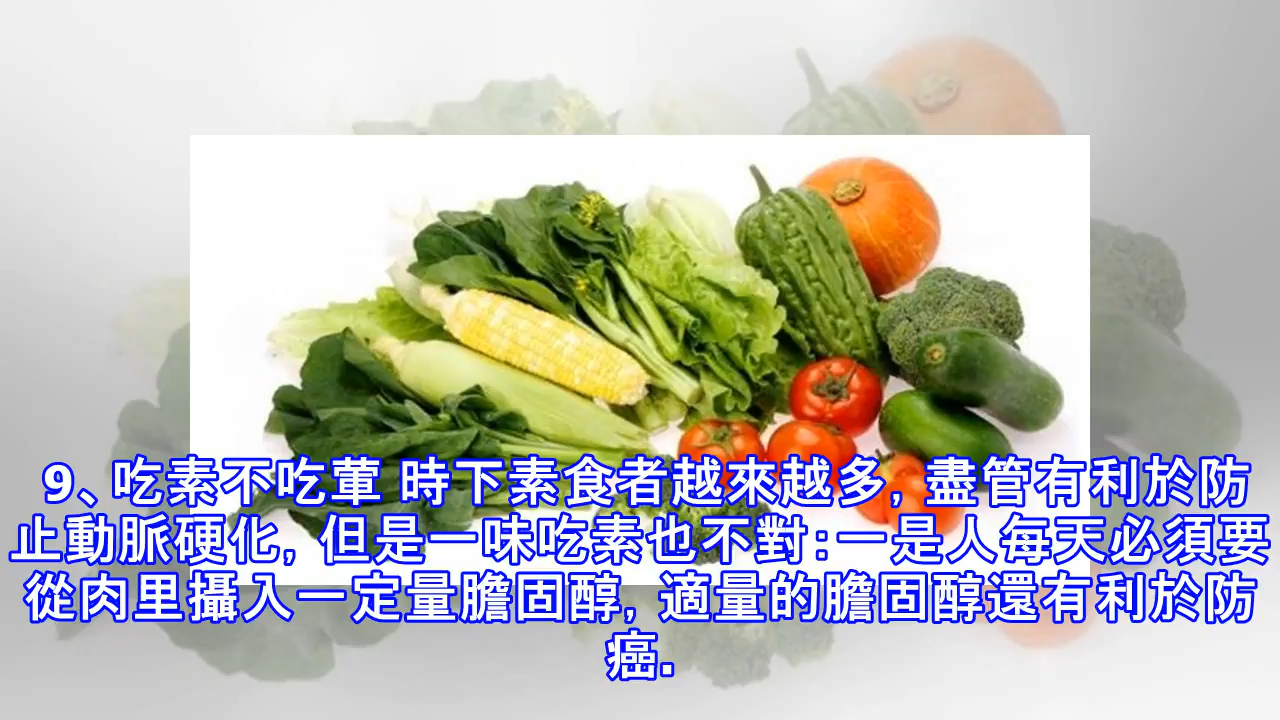 9、吃素不吃葷 時下素食者越來越多, 盡管有利於防
止動脈硬化, 但是一味吃素也不對:一是人每天必須要
從肉里攝入一定量膽固醇, 適量的膽固醇還有利於防
癌.